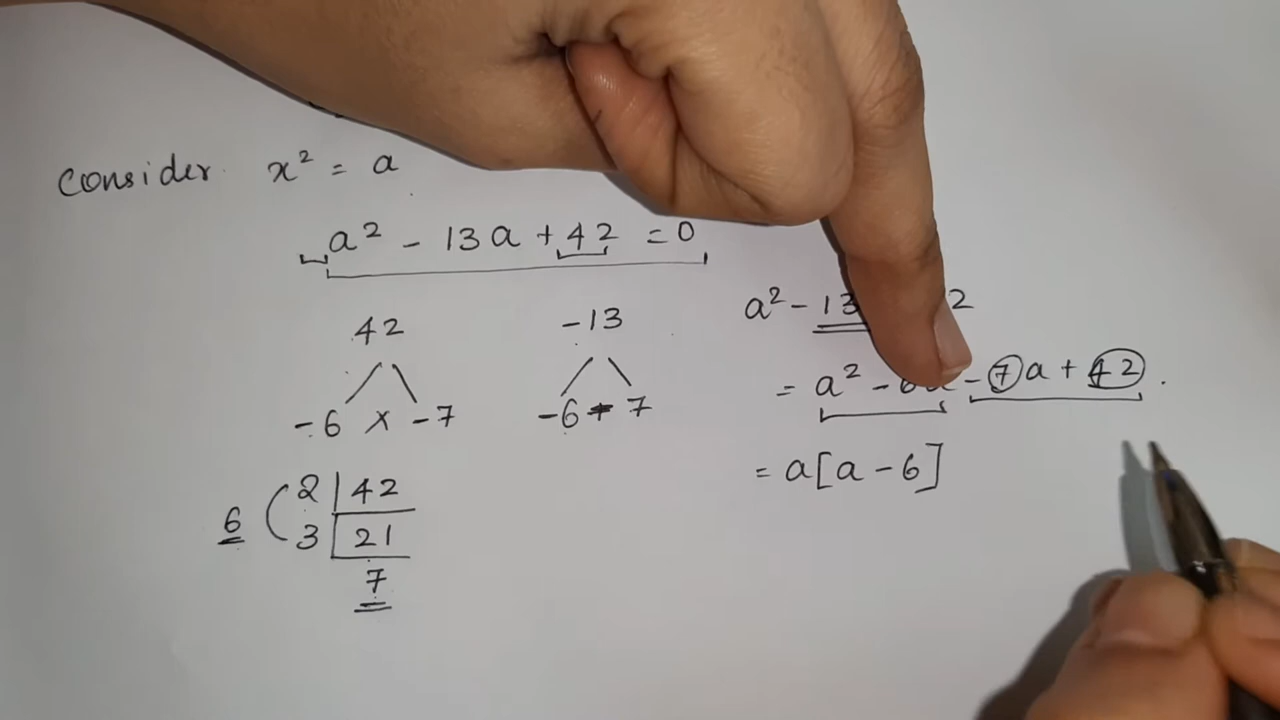 Consider x² = a
a² - 13a + 42 = 0
42
-13
a² - 13 2
-6 × -7
-6 - 7
= a² - 6a - 7a + 42
= a[a - 6]
6 ( 2 | 42
3 | 21
7